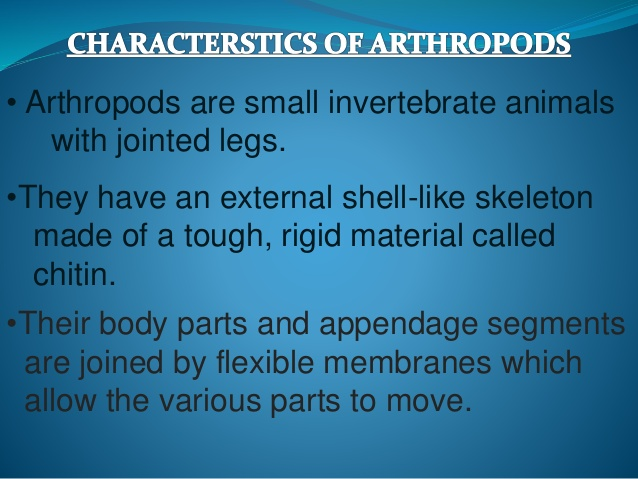 CHARACTERSTICS OF ARTHROPODS
• Arthropods are small invertebrate animals
with jointed legs.
•They have an external shell-like skeleton
made of a tough, rigid material called
chitin.
•Their body parts and appendage segments
are joined by flexible membranes which
allow the various parts to move.